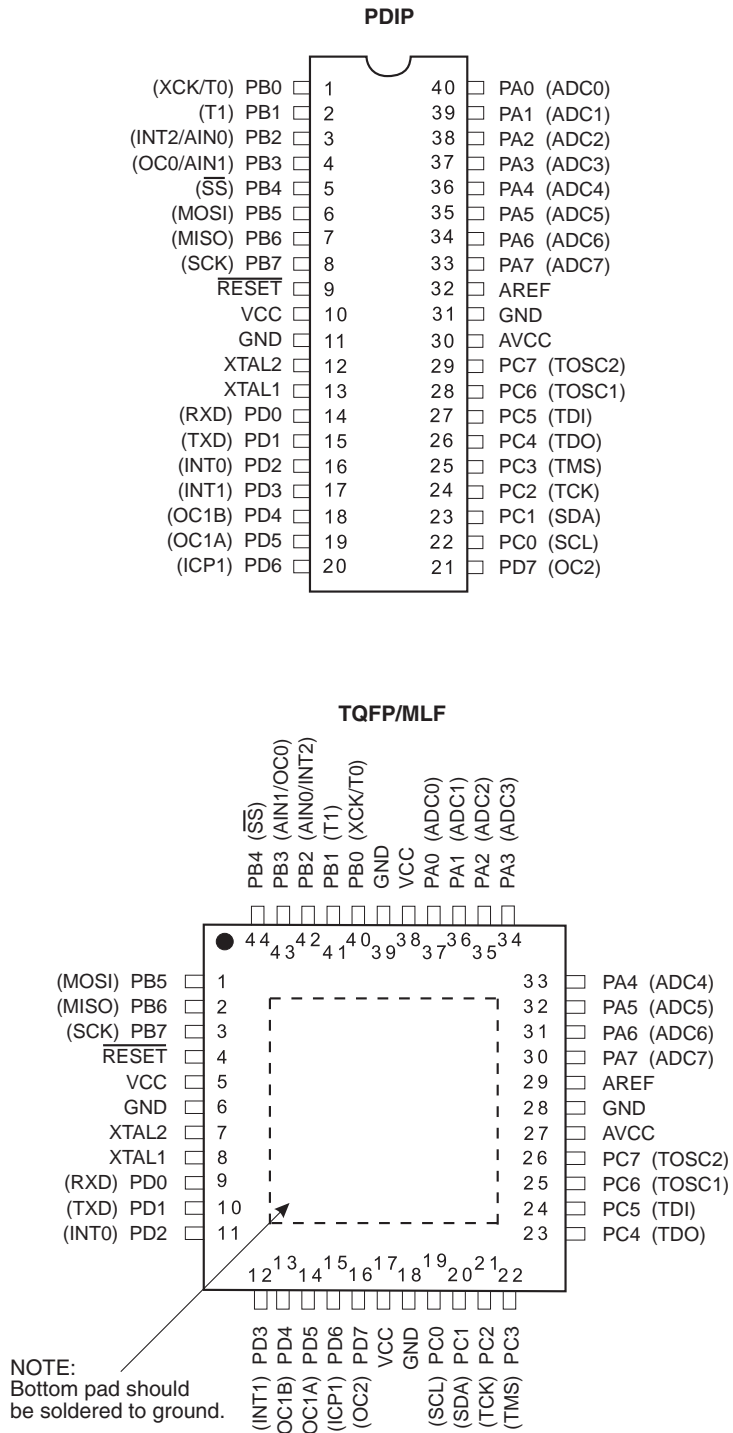 PDIP
(XCK/T0) PB0 1 40 PA0 (ADC0)
(T1) PB1 2 39 PA1 (ADC1)
(INT2/AIN0) PB2 3 38 PA2 (ADC2)
(OC0/AIN1) PB3 4 37 PA3 (ADC3)
(SS) PB4 5 36 PA4 (ADC4)
(MOSI) PB5 6 35 PA5 (ADC5)
(MISO) PB6 7 34 PA6 (ADC6)
(SCK) PB7 8 33 PA7 (ADC7)
RESET 9 32 AREF
VCC 10 31 GND
GND 11 30 AVCC
XTAL2 12 29 PC7 (TOSC2)
XTAL1 13 28 PC6 (TOSC1)
(RXD) PD0 14 27 PC5 (TDI)
(TXD) PD1 15 26 PC4 (TDO)
(INT0) PD2 16 25 PC3 (TMS)
(INT1) PD3 17 24 PC2 (TCK)
(OC1B) PD4 18 23 PC1 (SDA)
(OC1A) PD5 19 22 PC0 (SCL)
(ICP1) PD6 20 21 PD7 (OC2)
TQFP/MLF
PB4 (SS)
PB3 (AIN1/OC0)
PB2 (AIN0/INT2)
PB1 (T1)
PB0 (XCK/T0)
GND
VCC
PA0 (ADC0)
PA1 (ADC1)
PA2 (ADC2)
PA3 (ADC3)
44 43 42 41 40 39 38 37 36 35 34
(MOSI) PB5 1 33 PA4 (ADC4)
(MISO) PB6 2 32 PA5 (ADC5)
(SCK) PB7 3 31 PA6 (ADC6)
RESET 4 30 PA7 (ADC7)
VCC 5 29 AREF
GND 6 28 GND
XTAL2 7 27 AVCC
XTAL1 8 26 PC7 (TOSC2)
(RXD) PD0 9 25 PC6 (TOSC1)
(TXD) PD1 10 24 PC5 (TDI)
(INT0) PD2 11 23 PC4 (TDO)
12 13 14 15 16 17 18 19 20 21 22
(INT1) PD3
OC1B) PD4
OC1A) PD5
(ICP1) PD6
(OC2) PD7
VCC
GND
(SCL) PC0
(SDA) PC1
(TCK) PC2
(TMS) PC3
NOTE:
Bottom pad should
be soldered to ground.